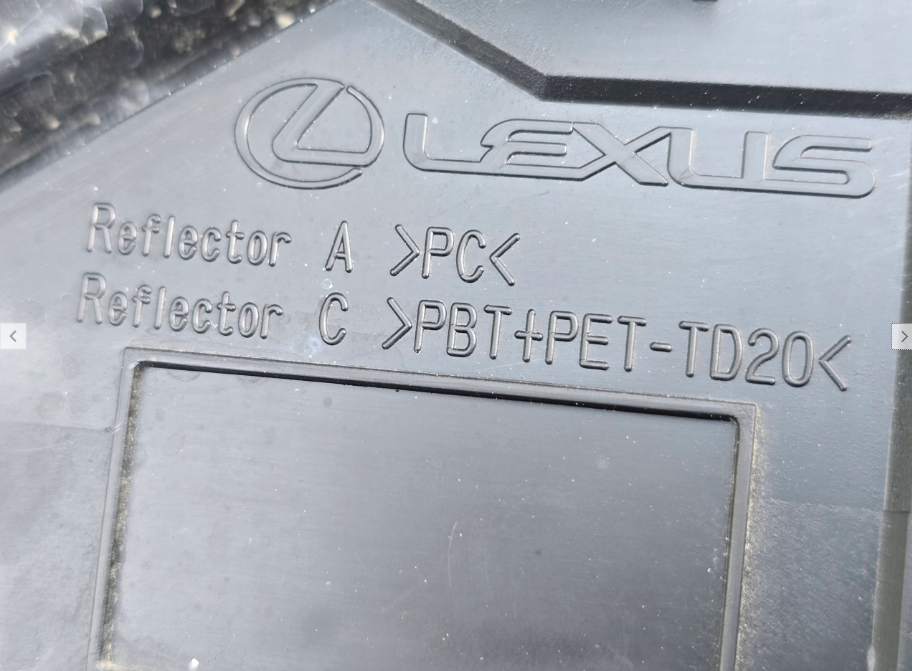 LEXUS
Reflector A >PC<
Reflector C >PBT+PET-TD20<